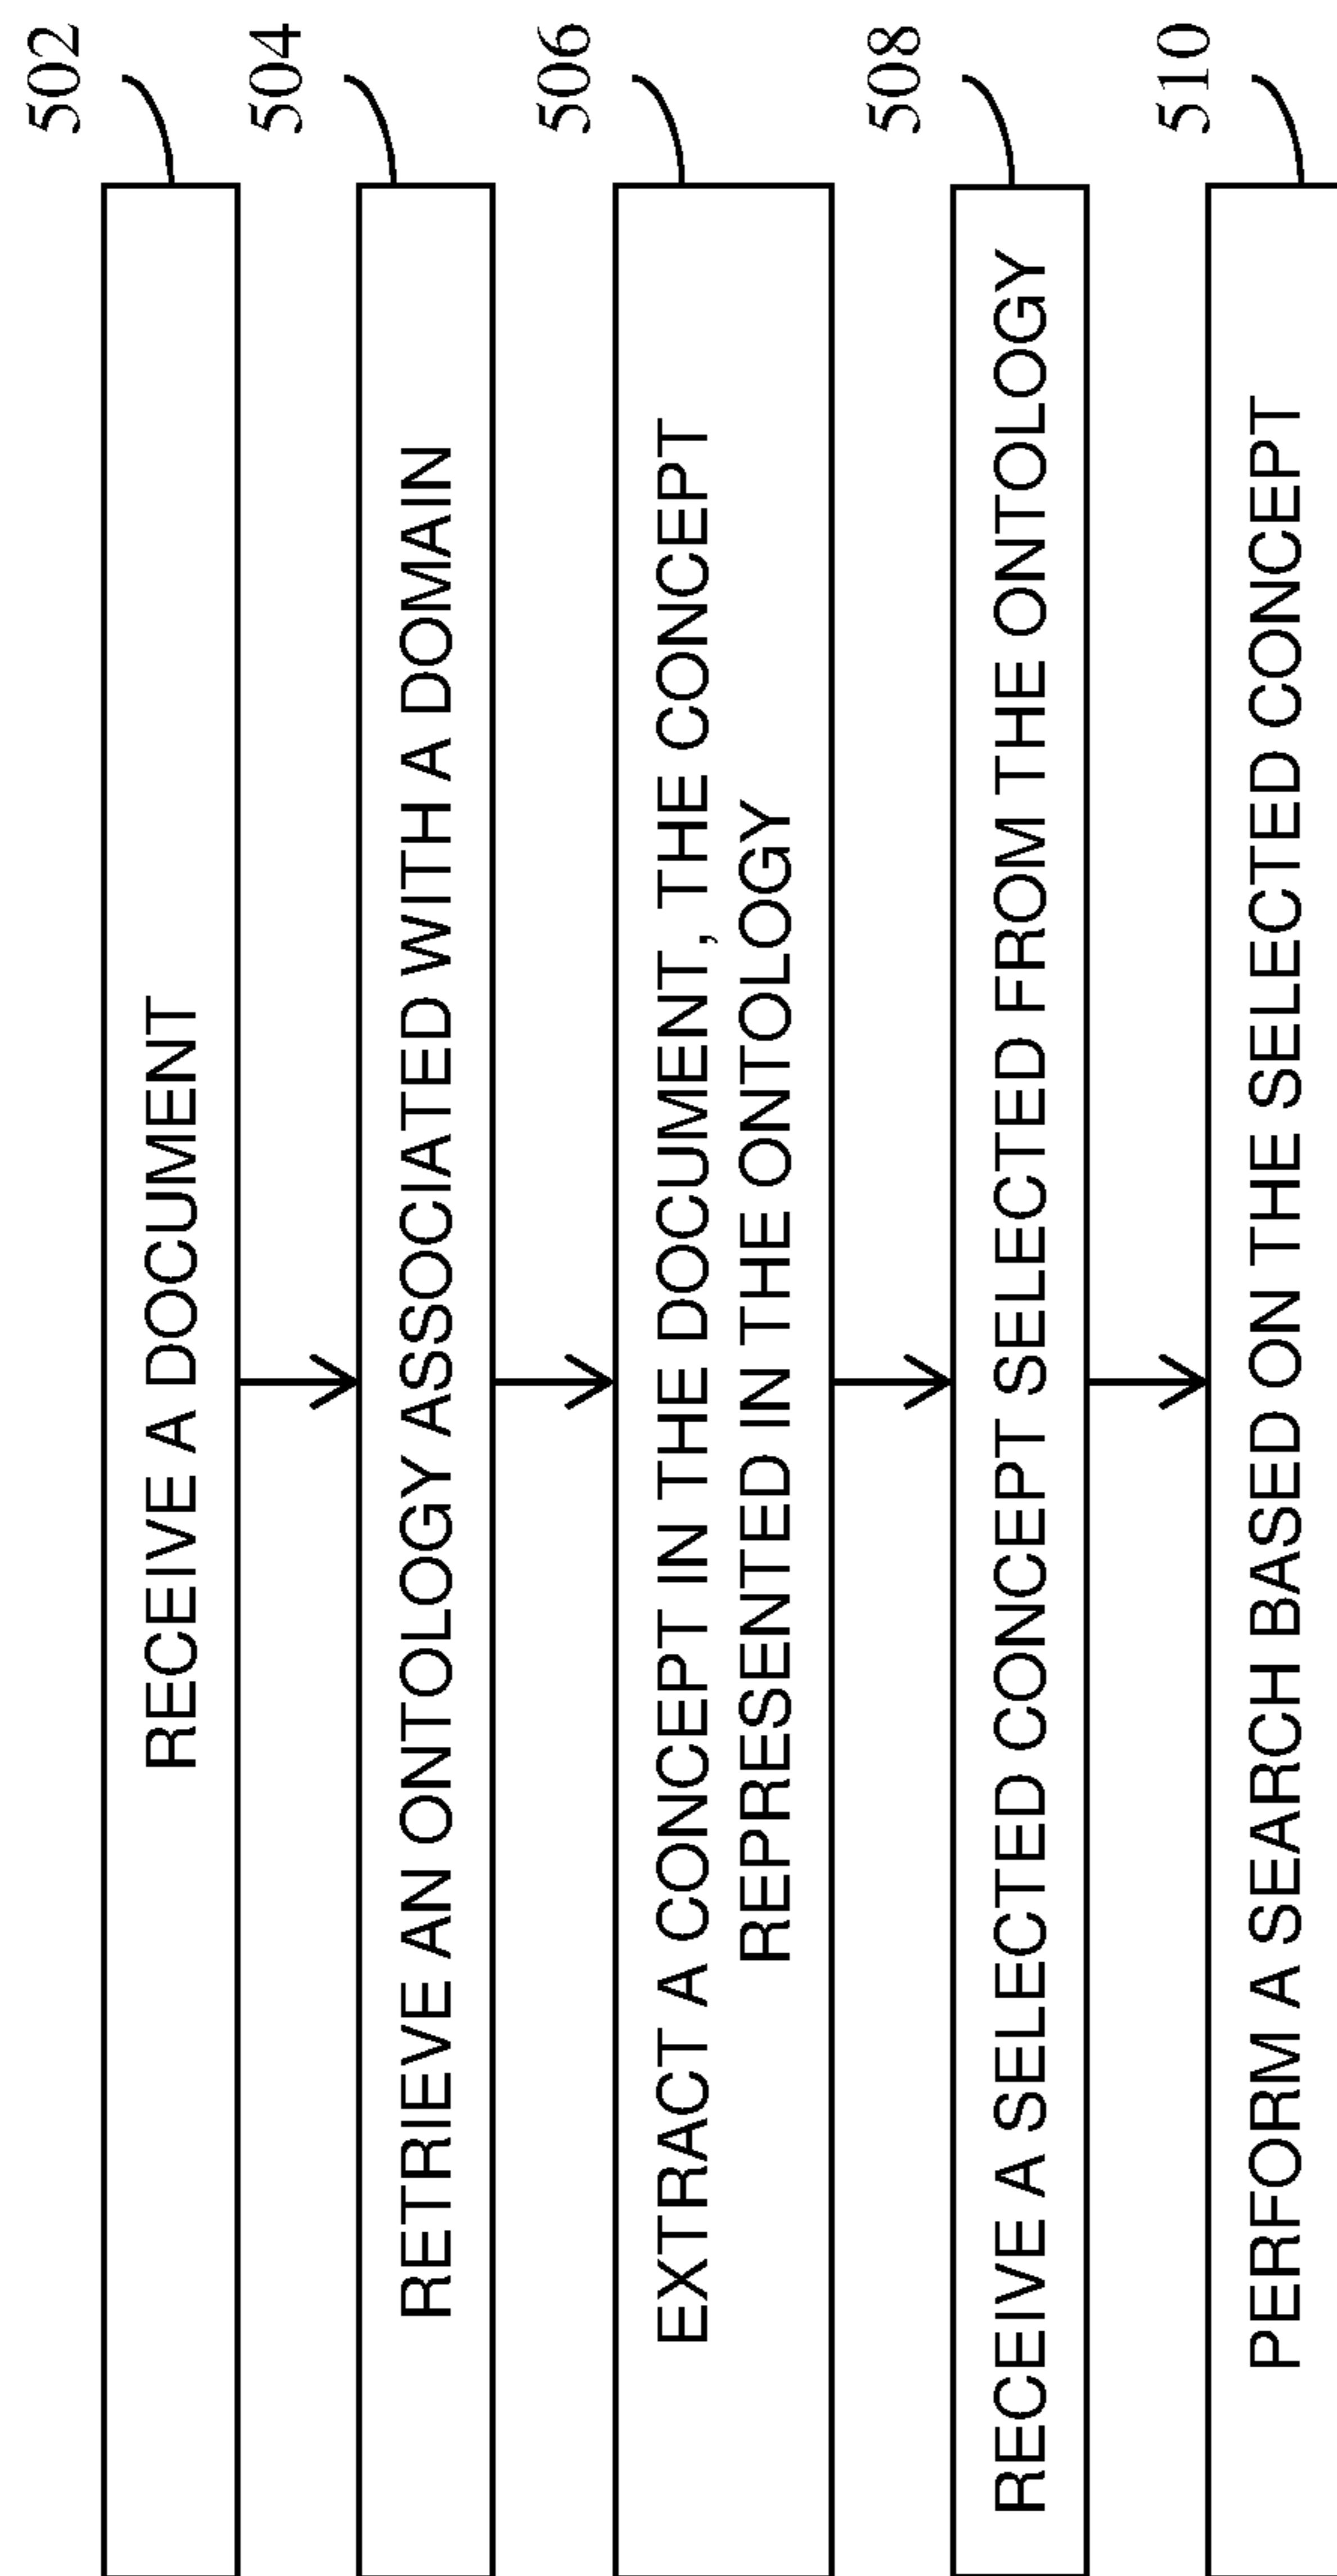 502
RECEIVE A DOCUMENT
504
RETRIEVE AN ONTOLOGY ASSOCIATED WITH A DOMAIN
506
EXTRACT A CONCEPT IN THE DOCUMENT, THE CONCEPT
REPRESENTED IN THE ONTOLOGY
508
RECEIVE A SELECTED CONCEPT SELECTED FROM THE ONTOLOGY
510
PERFORM A SEARCH BASED ON THE SELECTED CONCEPT